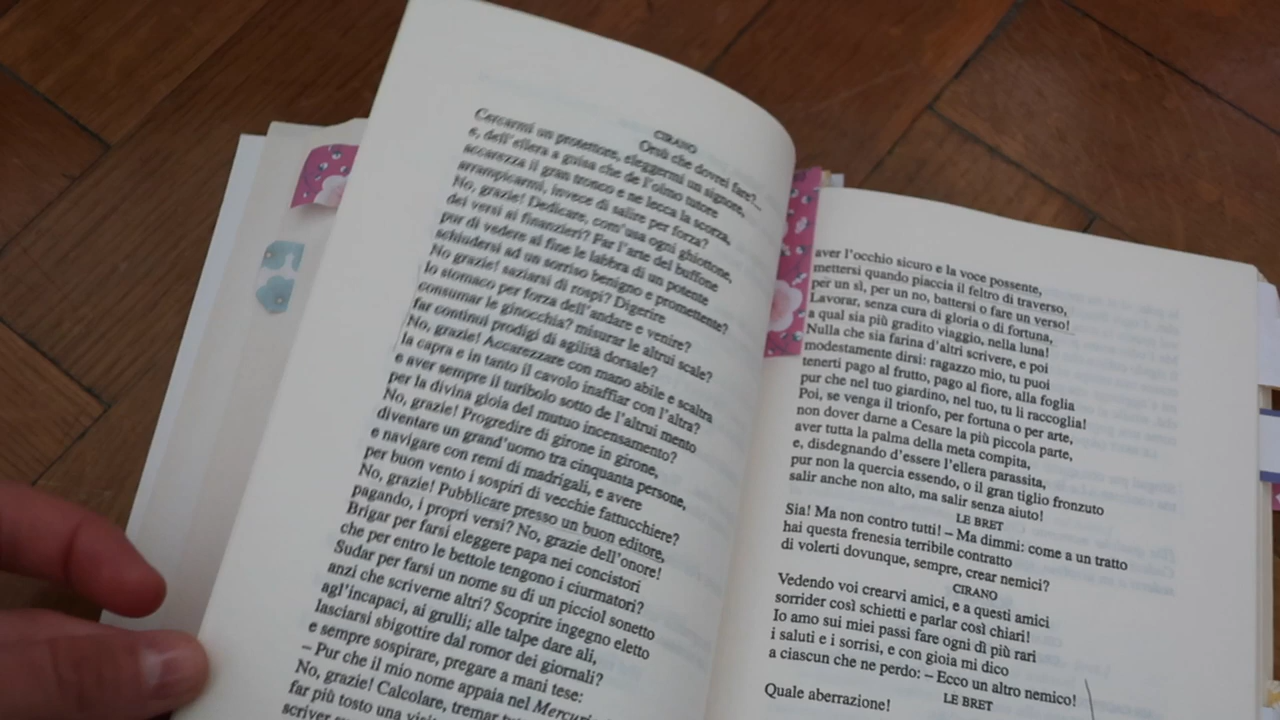 CIRANO
Orsù che dovrei fare?...
Cercarmi un protettore, eleggermi un signore,
e, dell'ellera a guisa che de l'olmo tutore
accarezza il gran tronco e ne lecca la scorza,
arrampicarmi, invece di salire per forza?
No, grazie! Dedicare, com'usa ogni ghiottone,
dei versi ai finanzieri? Far l'arte del buffone
pur di vedere al fine le labbra di un potente
schiudersi ad un sorriso benigno e promettente?
No grazie! saziarsi di rospi? Digerire
lo stomaco per forza dell'andare e venire?
consumar le ginocchia? misurar le altrui scale?
far continui prodigi di agilità dorsale?
No, grazie! Accarezzare con mano abile e scaltra
la capra e in tanto il cavolo inaffiar con l'altra?
e aver sempre il turibolo sotto de l'altrui mento
per la divina gioia del mutuo incensamento?
No, grazie! Progredire di girone in girone,
diventare un grand'uomo tra cinquanta persone,
e navigare con remi di madrigali, e avere
per buon vento i sospiri di vecchie fattucchiere?
No, grazie! Pubblicare presso un buon editore,
pagando, i propri versi? No, grazie dell'onore!
Brigar per farsi eleggere papa nei concistori
che per entro le bettole tengono i ciurmatori?
Sudar per farsi un nome su di un picciol sonetto
anzi che scriverne altri? Scoprire ingegno eletto
agl'incapaci, ai grulli; alle talpe dare ali,
lasciarsi sbigottire dal romor dei giornali?
e sempre sospirare, pregare a mani tese:
– Pur che il mio nome appaia nel Mercuri
No, grazie! Calcolare, tremar
far più tosto una
scriver
aver l'occhio sicuro e la voce possente,
mettersi quando piaccia il feltro di traverso,
per un sì, per un no, battersi o fare un verso!
Lavorar, senza cura di gloria o di fortuna,
a qual sia più gradito viaggio, nella luna!
Nulla che sia farina d'altri scrivere, e poi
modestamente dirsi: ragazzo mio, tu puoi
tenerti pago al frutto, pago al fiore, alla foglia
pur che nel tuo giardino, nel tuo, tu li raccoglia!
Poi, se venga il trionfo, per fortuna o per arte,
non dover darne a Cesare la più piccola parte,
aver tutta la palma della meta compita,
e, disdegnando d'essere l'ellera parassita,
pur non la quercia essendo, o il gran tiglio fronzuto
salir anche non alto, ma salir senza aiuto!
LE BRET
Sia! Ma non contro tutti! – Ma dimmi: come a un tratto
hai questa frenesia terribile contratto
di volerti dovunque, sempre, crear nemici?
CIRANO
Vedendo voi crearvi amici, e a questi amici
sorrider così schietti e parlar così chiari!
Io amo sui miei passi fare ogni dì più rari
i saluti e i sorrisi, e con gioia mi dico
a ciascun che ne perdo: – Ecco un altro nemico!
LE BRET
Quale aberrazione!